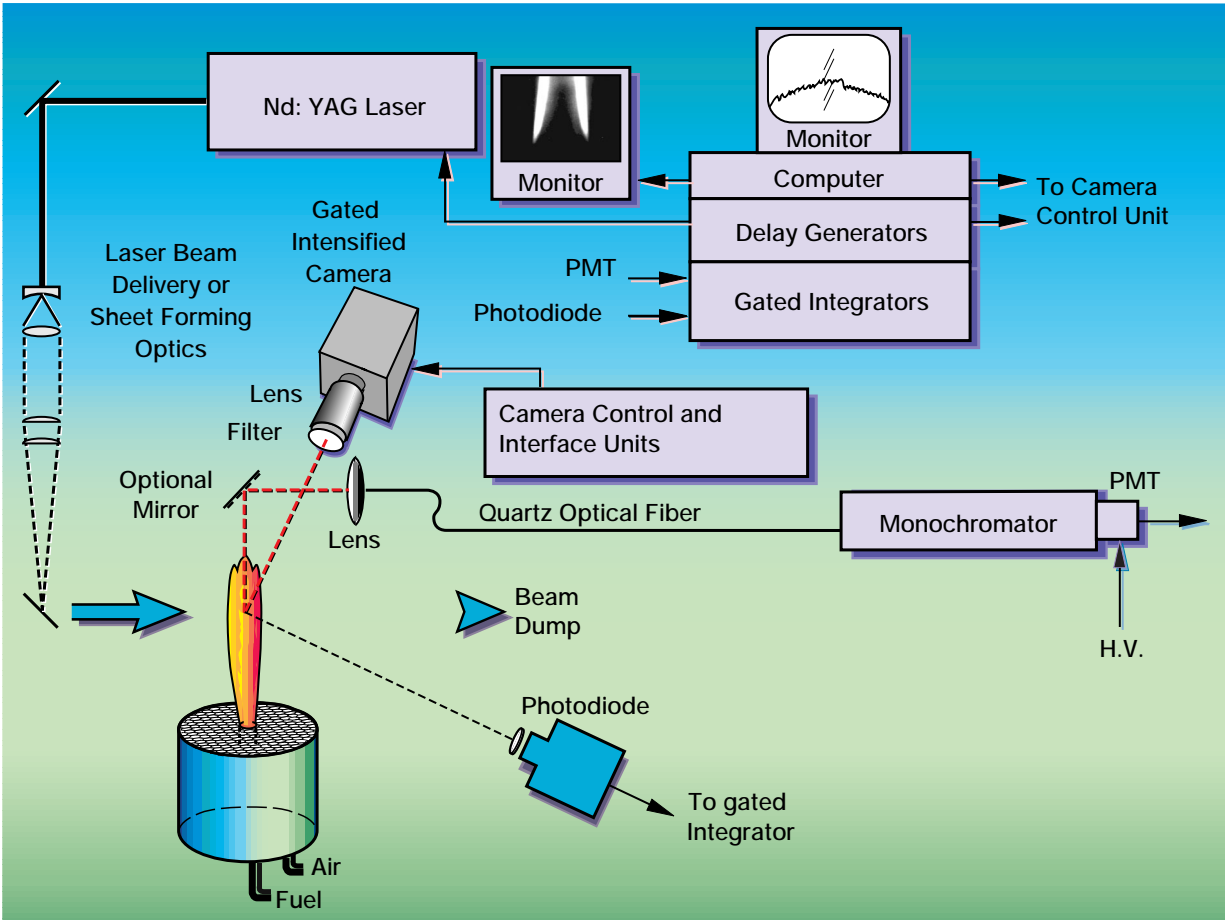 Nd: YAG Laser
Monitor
Monitor
Computer
Delay Generators
Gated Integrators
To Camera
Control Unit
PMT
Photodiode
Gated
Intensified
Camera
Laser Beam
Delivery or
Sheet Forming
Optics
Lens
Filter
Camera Control and
Interface Units
Optional
Mirror
Lens
Quartz Optical Fiber
Monochromator
PMT
H.V.
Beam
Dump
Photodiode
To gated
Integrator
Air
Fuel